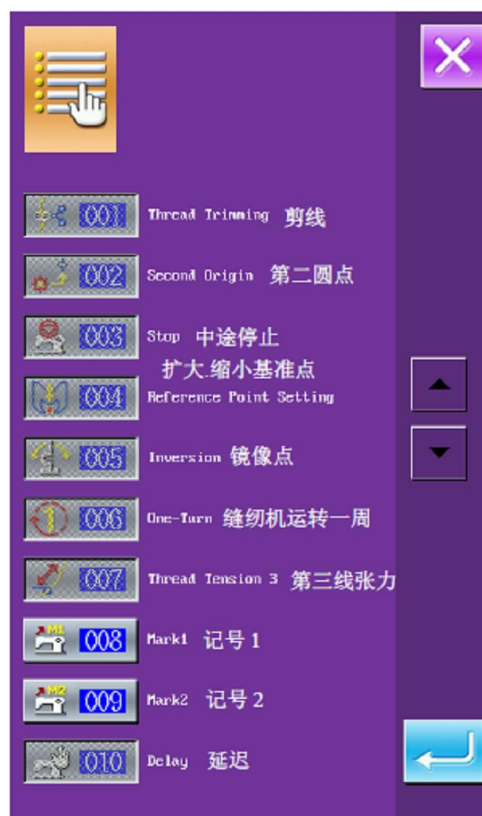 001 Thread Trimming 剪线
002 Second Origin 第二圆点
003 Stop 中途停止
扩大.缩小基准点
004 Reference Point Setting
005 Inversion 镜像点
006 One-Turn 缝纫机运转一周
007 Thread Tension 3 第三线张力
M1 008 Mark1 记号1
M2 009 Mark2 记号2
010 Delay 延迟